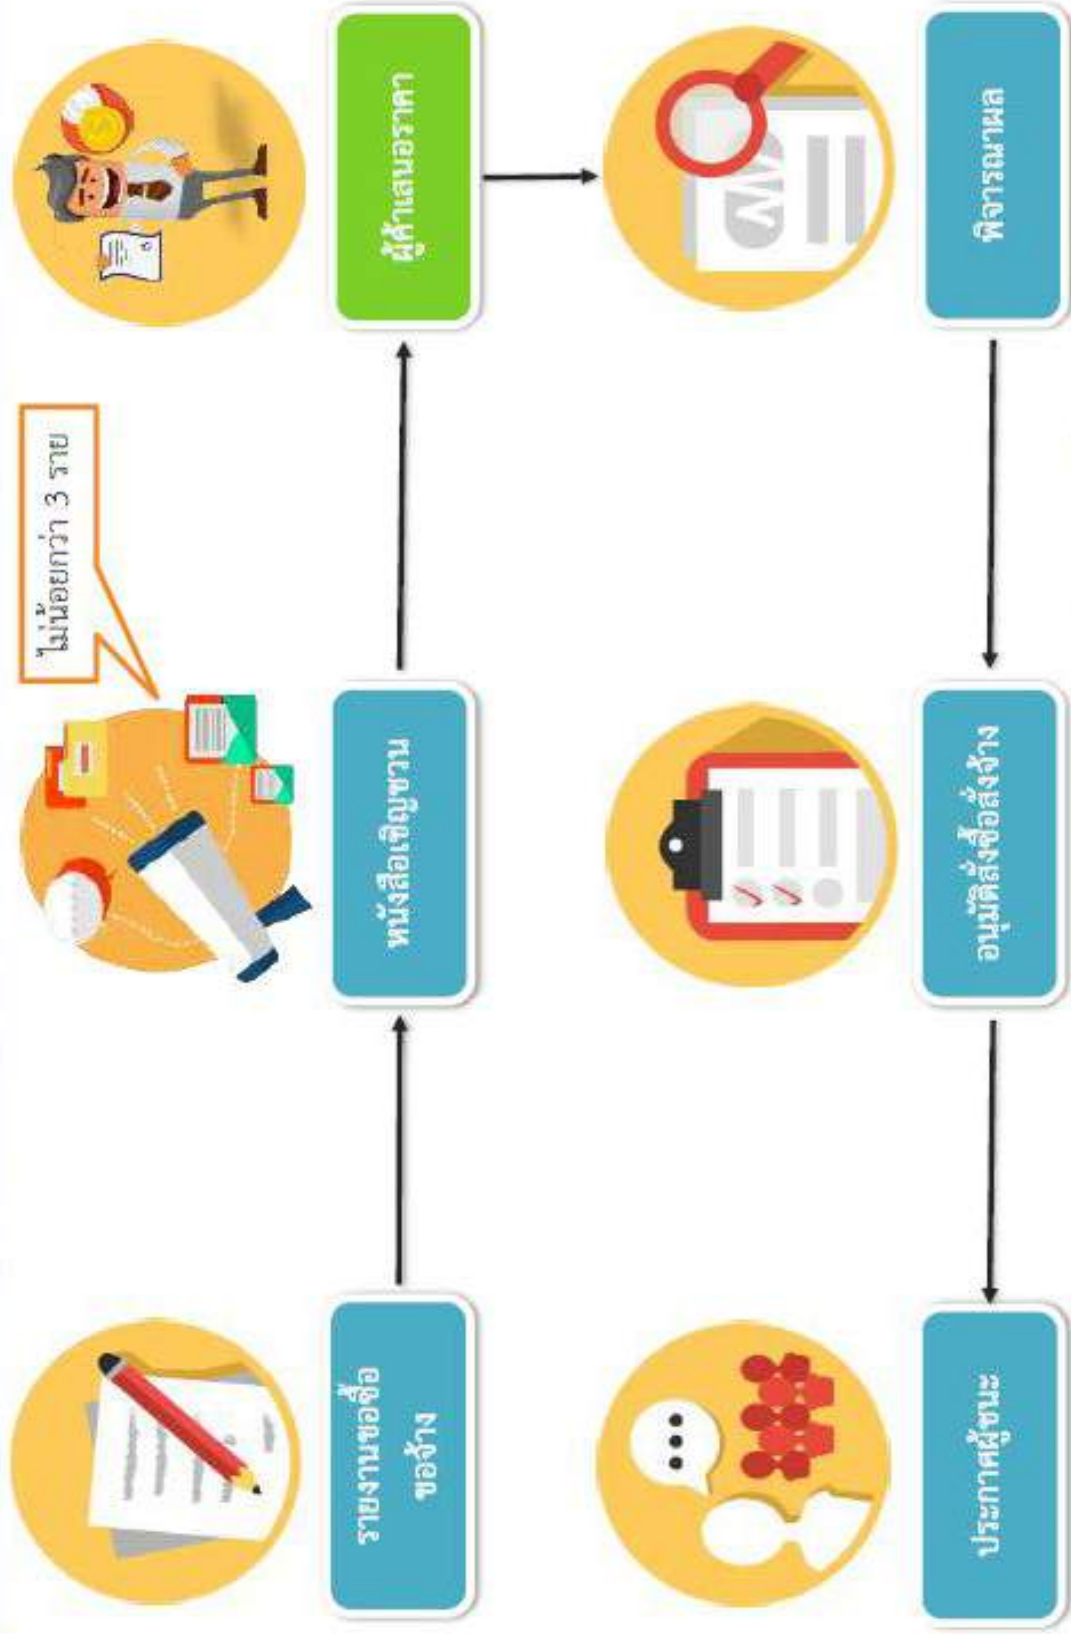 รายงานขอซื้อ
ขอจ้าง
หนังสือเชิญชวน
ไม่น้อยกว่า 3 ราย
ผู้ค้าเสนอราคา
พิจารณาผล
อนุมัติสั่งซื้อสั่งจ้าง
ประกาศผู้ชนะ